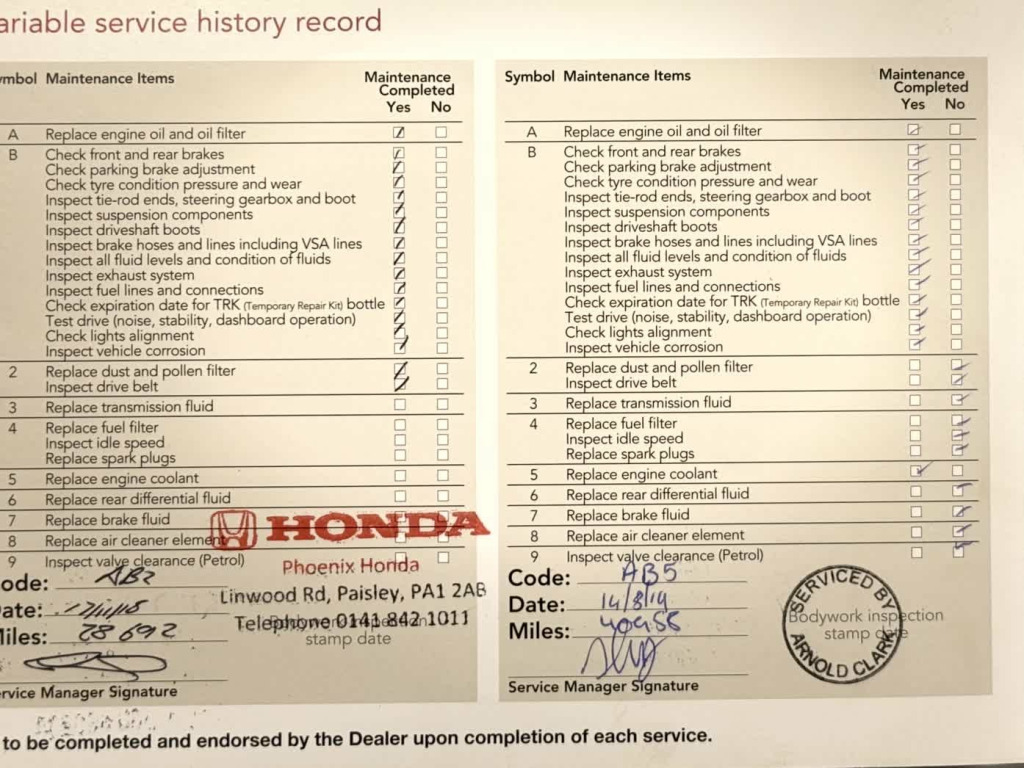 ariable service history record
mbol Maintenance Items
Maintenance
Completed
Yes No
A Replace engine oil and oil filter
B Check front and rear brakes
Check parking brake adjustment
Check tyre condition pressure and wear
Inspect tie-rod ends, steering gearbox and boot
Inspect suspension components
Inspect driveshaft boots
Inspect brake hoses and lines including VSA lines
Inspect all fluid levels and condition of fluids
Inspect exhaust system
Inspect fuel lines and connections
Check expiration date for TRK (Temporary Repair Kit) bottle
Test drive (noise, stability, dashboard operation)
Check lights alignment
Inspect vehicle corrosion
2 Replace dust and pollen filter
Inspect drive belt
3 Replace transmission fluid
4 Replace fuel filter
Inspect idle speed
Replace spark plugs
5 Replace engine coolant
6 Replace rear differential fluid
7 Replace brake fluid
8 Replace air cleaner element
9 Inspect valve clearance (Petrol)
HONDA
Phoenix Honda
Linwood Rd, Paisley, PA1 2AB
Telephone 0141 842 1011
stamp date
ode: AB2
ate:
iles: 28692
rvice Manager Signature
Symbol Maintenance Items
Maintenance
Completed
Yes No
A Replace engine oil and oil filter
B Check front and rear brakes
Check parking brake adjustment
Check tyre condition pressure and wear
Inspect tie-rod ends, steering gearbox and boot
Inspect suspension components
Inspect driveshaft boots
Inspect brake hoses and lines including VSA lines
Inspect all fluid levels and condition of fluids
Inspect exhaust system
Inspect fuel lines and connections
Check expiration date for TRK (Temporary Repair Kit) bottle
Test drive (noise, stability, dashboard operation)
Check lights alignment
Inspect vehicle corrosion
2 Replace dust and pollen filter
Inspect drive belt
3 Replace transmission fluid
4 Replace fuel filter
Inspect idle speed
Replace spark plugs
5 Replace engine coolant
6 Replace rear differential fluid
7 Replace brake fluid
8 Replace air cleaner element
9 Inspect valve clearance (Petrol)
Code: AB5
Date: 14/8/19
Miles:
Service Manager Signature
SERVICED BY
ARNOLD CLARK
Bodywork inspection
stamp date
to be completed and endorsed by the Dealer upon completion of each service.